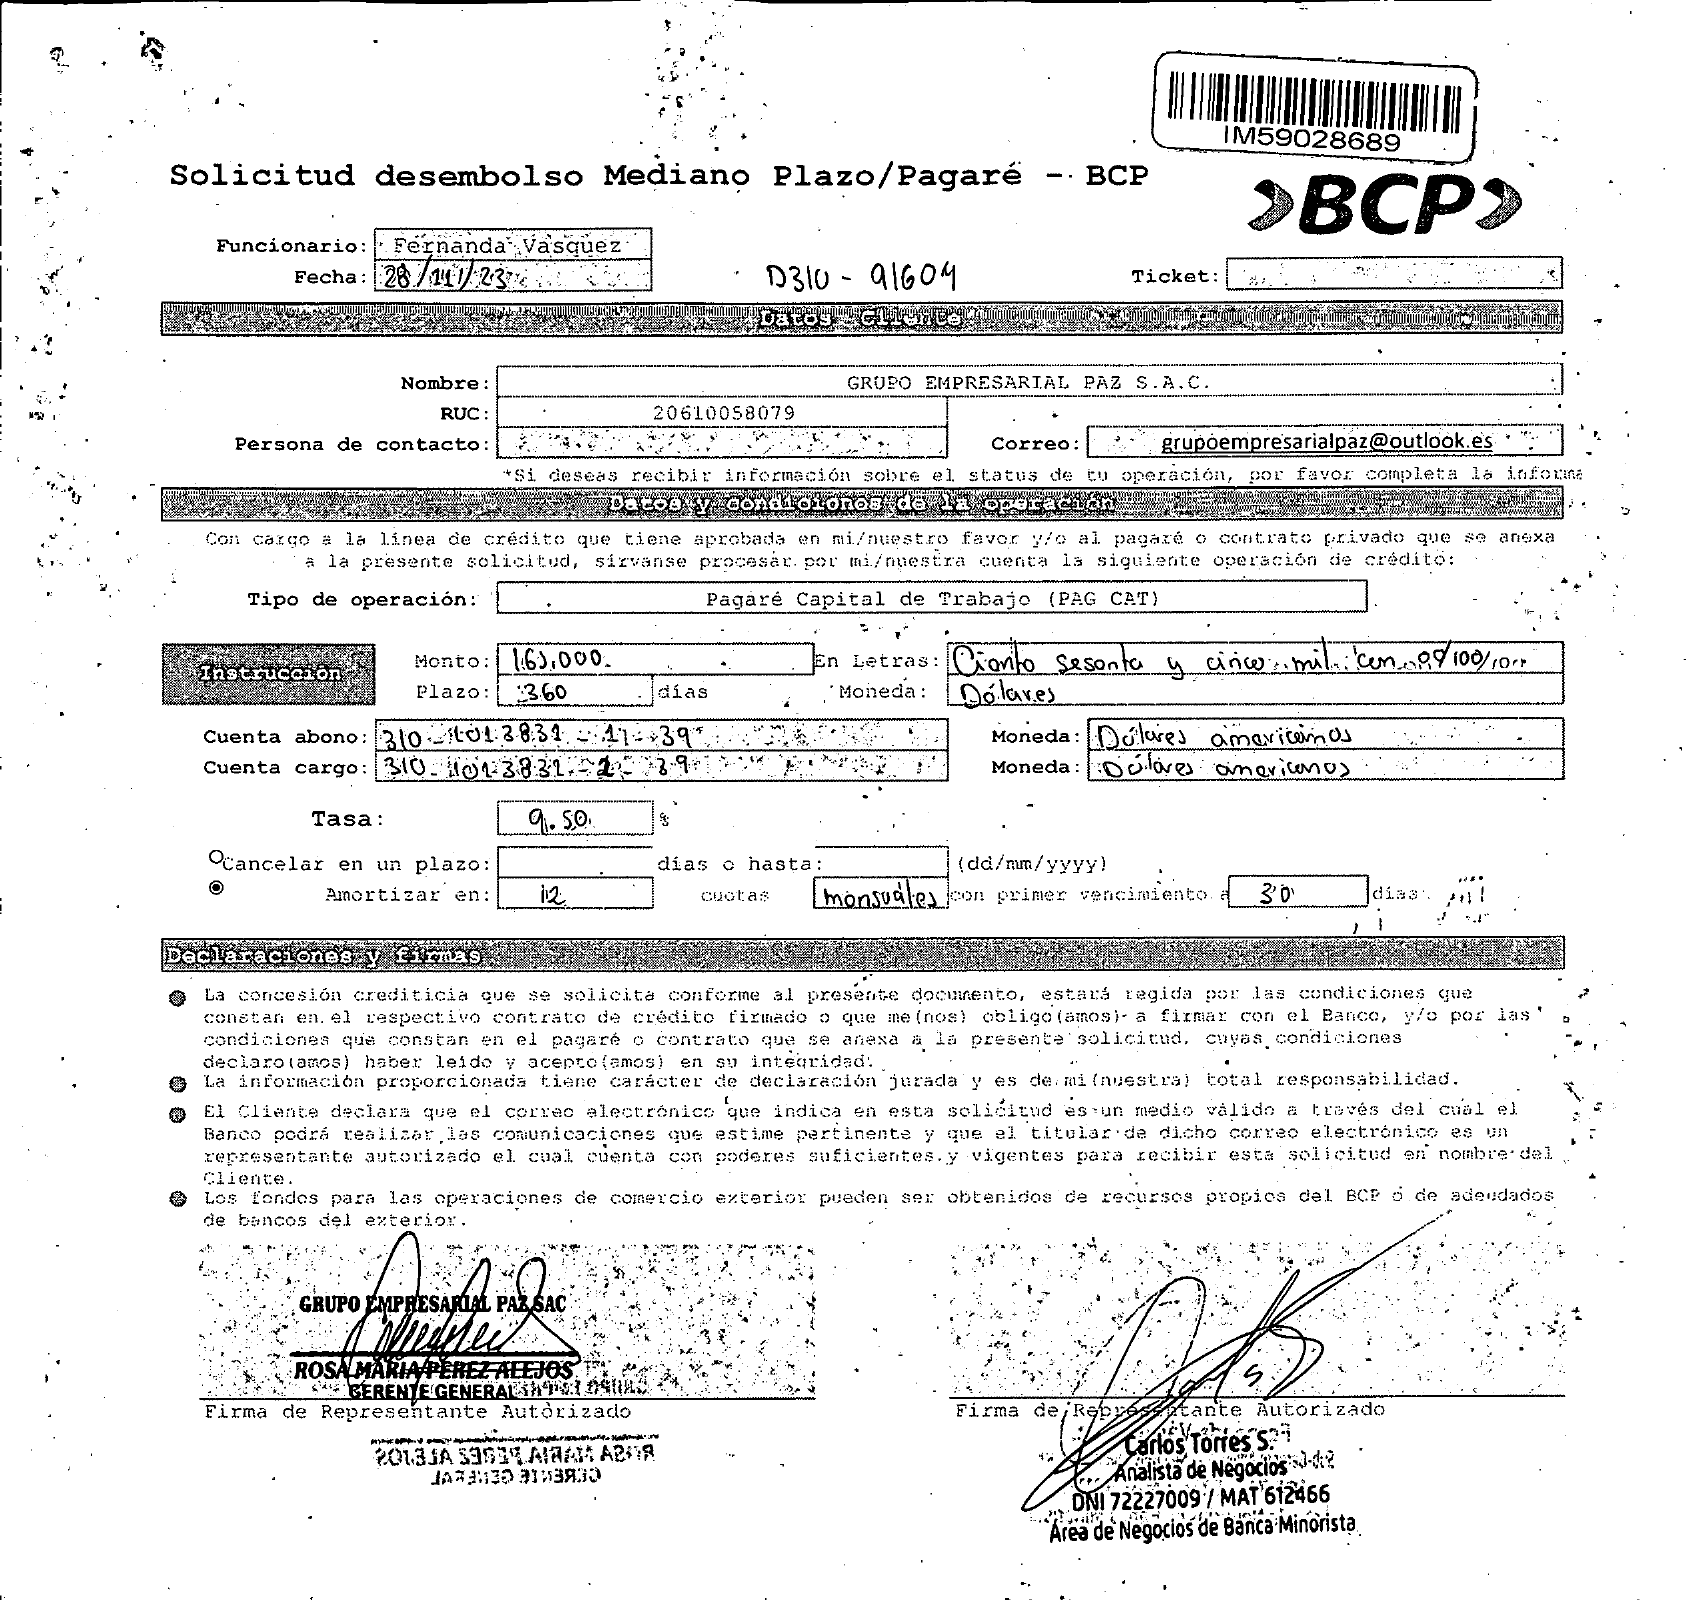 IM59028689
Solicitud desembolso Mediano Plazo/Pagaré - BCP
BCP
Funcionario: Fernanda Vásquez
Fecha: 28/11/23
D310 - 91604
Ticket:
Datos Cliente
Nombre: GRUPO EMPRESARIAL PAZ S.A.C.
RUC: 20610058079
Persona de contacto:
Correo: grupoempresarialpaz@outlook.es
*Si deseas recibir información sobre el status de tu operación, por favor completa la informa
Datos y condiciones de la operación
Con cargo a la línea de crédito que tiene aprobada en mi/nuestro favor y/o al pagaré o contrato privado que se anexa
a la presente solicitud, sírvanse procesar por mi/nuestra cuenta la siguiente operación de crédito:
Tipo de operación: Pagaré Capital de Trabajo (PAG CAT)
Instrucción
Monto: 165,000. En Letras: Ciento sesenta y cinco mil con 00/100
Plazo: 360 días Moneda: Dólares
Cuenta abono: Moneda: Dólares americanos
Cuenta cargo: Moneda: Dólares americanos
Tasa: 9.50 %
Cancelar en un plazo: días o hasta: (dd/mm/yyyy)
Amortizar en: 12 cuotas mensuales con primer vencimiento a 30 días
Declaraciones y firmas
La concesión crediticia que se solicita conforme al presente documento, estará regida por las condiciones que
constan en el respectivo contrato de crédito firmado o que me(nos) obligo(amos) a firmar con el Banco, y/o por las
condiciones que constan en el pagaré o contrato que se anexa a la presente solicitud, cuyas condiciones
declaro(amos) haber leído y acepto(amos) en su integridad.
La información proporcionada tiene carácter de declaración jurada y es de mi(nuestra) total responsabilidad.
El Cliente declara que el correo electrónico que indica en esta solicitud es un medio válido a través del cual el
Banco podrá realizar las comunicaciones que estime pertinente y que el titular de dicho correo electrónico es un
representante autorizado el cual cuenta con poderes suficientes y vigentes para recibir esta solicitud en nombre del
Cliente.
Los fondos para las operaciones de comercio exterior pueden ser obtenidos de recursos propios del BCP o de adeudados
de bancos del exterior.
GRUPO EMPRESARIAL PAZ SAC
ROSA MARIA PEREZ ALEJOS
GERENTE GENERAL
Firma de Representante Autorizado
Firma de Representante Autorizado
ROSA MARIA PEREZ ALEJOS
GERENTE GENERAL
Carlos Torres S.
Analista de Negocios
DNI 72227009 / MAT 612466
Área de Negocios de Banca Minorista